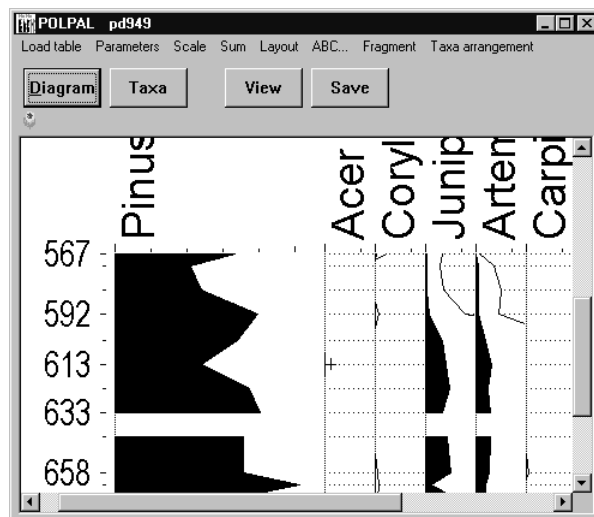 POLPAL pd949
Load table Parameters Scale Sum Layout ABC... Fragment Taxa arrangement
Diagram Taxa View Save
Pinus Acer Coryl Junip Artem Carpi
567
592
613
633
658